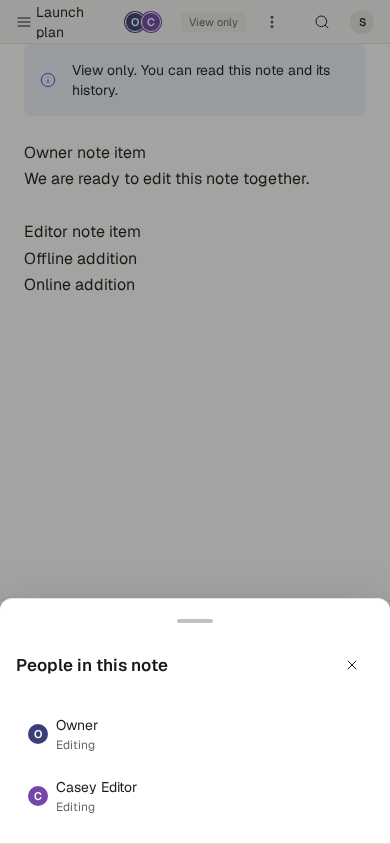 Launch plan
O C
View only
S
View only. You can read this note and its
history.
Owner note item
We are ready to edit this note together.
Editor note item
Offline addition
Online addition
People in this note
O
Owner
Editing
C
Casey Editor
Editing